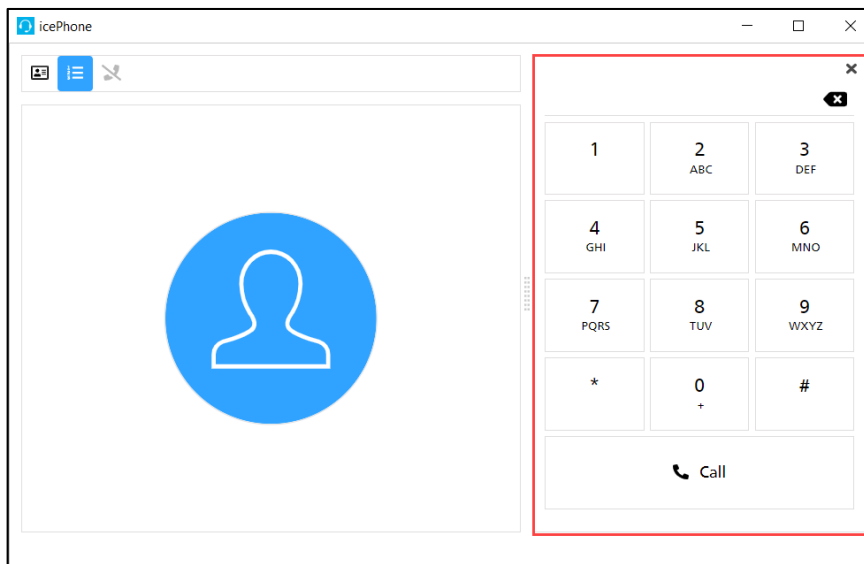 icePhone
1 2 3
ABC DEF
4 5 6
GHI JKL MNO
7 8 9
PQRS TUV WXYZ
* 0 #
+
Call